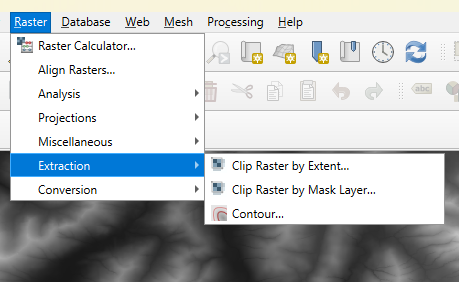 Raster Database Web Mesh Processing Help
Raster Calculator...
Align Rasters...
Analysis
Projections
Miscellaneous
Extraction
Conversion
Clip Raster by Extent...
Clip Raster by Mask Layer...
Contour...
abc